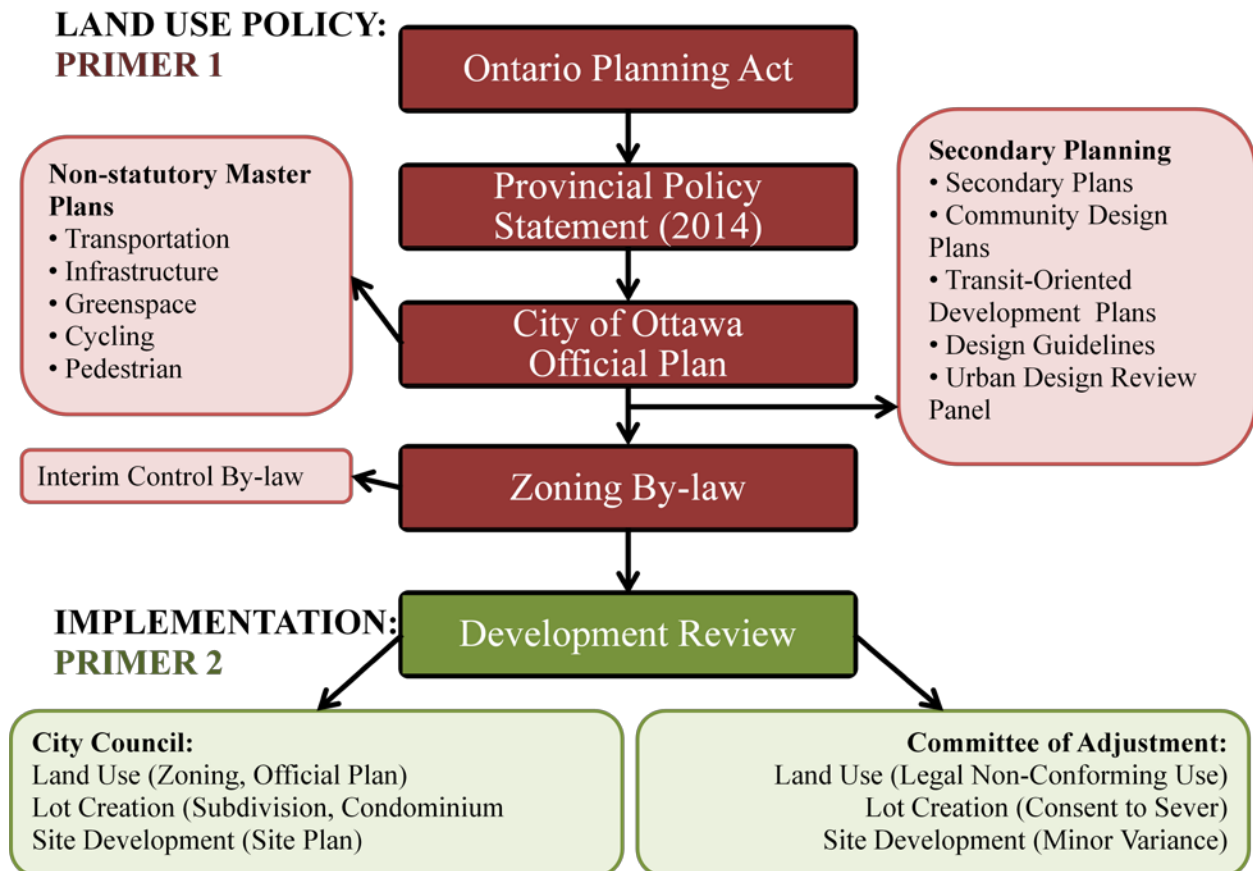 LAND USE POLICY:
PRIMER 1
Ontario Planning Act
Provincial Policy
Statement (2014)
City of Ottawa
Official Plan
Non-statutory Master
Plans
• Transportation
• Infrastructure
• Greenspace
• Cycling
• Pedestrian
Secondary Planning
• Secondary Plans
• Community Design
Plans
• Transit-Oriented
Development Plans
• Design Guidelines
• Urban Design Review
Panel
Zoning By-law
Interim Control By-law
IMPLEMENTATION:
PRIMER 2
Development Review
City Council:
Land Use (Zoning, Official Plan)
Lot Creation (Subdivision, Condominium
Site Development (Site Plan)
Committee of Adjustment:
Land Use (Legal Non-Conforming Use)
Lot Creation (Consent to Sever)
Site Development (Minor Variance)